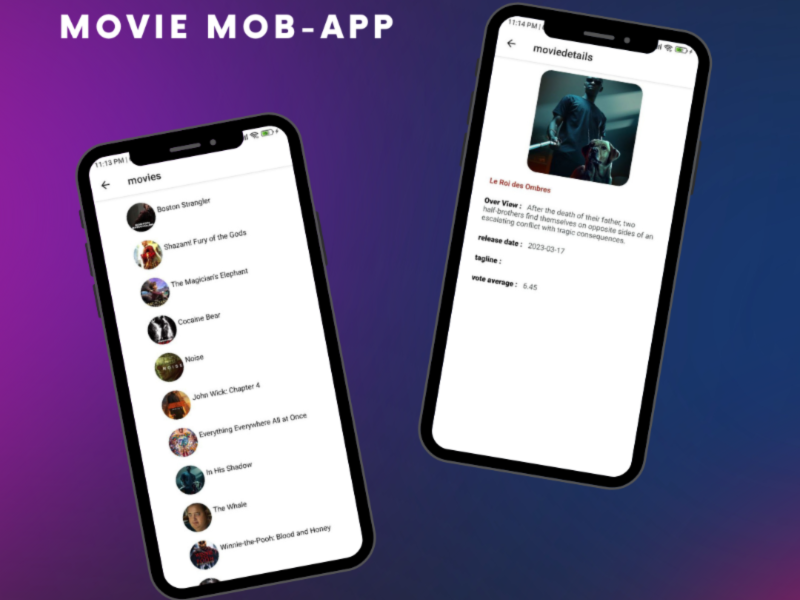 MOVIE MOB-APP
11:13 PM |
movies
Boston Strangler
Shazam! Fury of the Gods
The Magician's Elephant
Cocaine Bear
Noise
John Wick: Chapter 4
Everything Everywhere All at Once
In His Shadow
The Whale
Winnie-the-Pooh: Blood and Honey
11:14 PM |
moviedetails
Le Roi des Ombres
Over View : After the death of their father, two
half-brothers find themselves on opposite sides of an
escalating conflict with tragic consequences.
release date : 2023-03-17
tagline :
vote average : 6.45